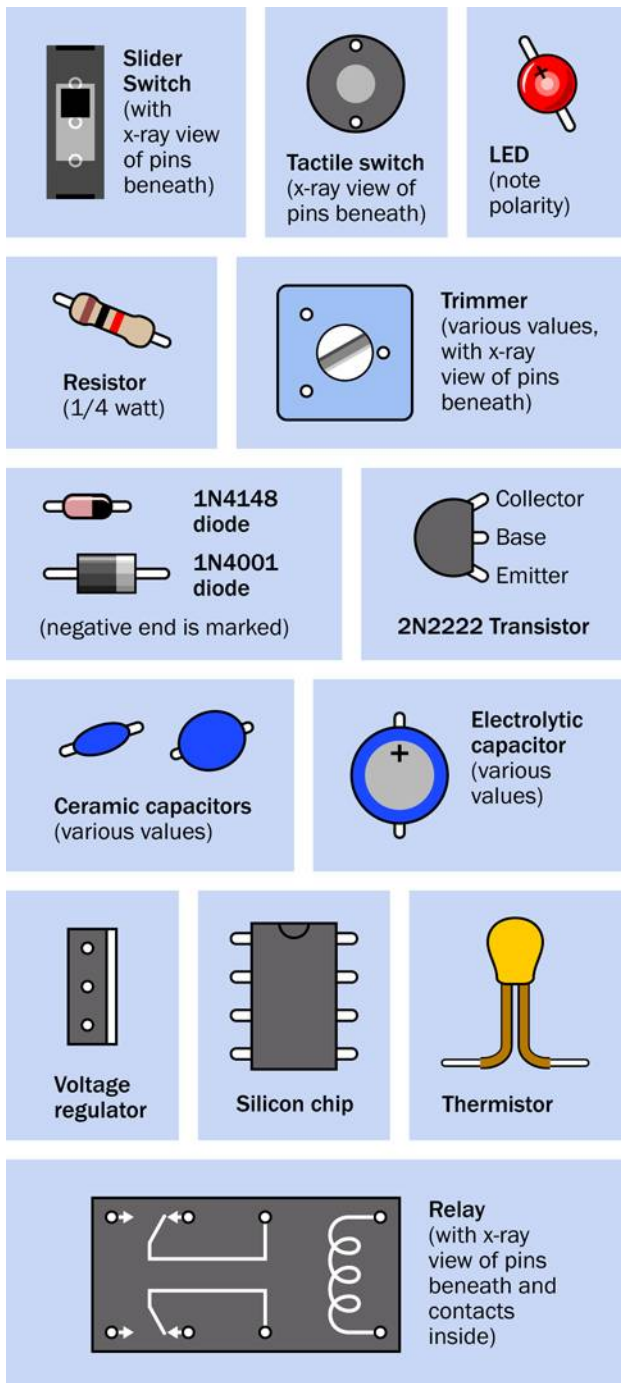 Slider
Switch
(with
x-ray view
of pins
beneath)
Tactile switch
(x-ray view of
pins beneath)
+
LED
(note
polarity)
Resistor
(1/4 watt)
Trimmer
(various values,
with x-ray
view of pins
beneath)
1N4148
diode
1N4001
diode
(negative end is marked)
Collector
Base
Emitter
2N2222 Transistor
Ceramic capacitors
(various values)
+
Electrolytic
capacitor
(various
values)
Voltage
regulator
Silicon chip
Thermistor
Relay
(with x-ray
view of pins
beneath and
contacts
inside)